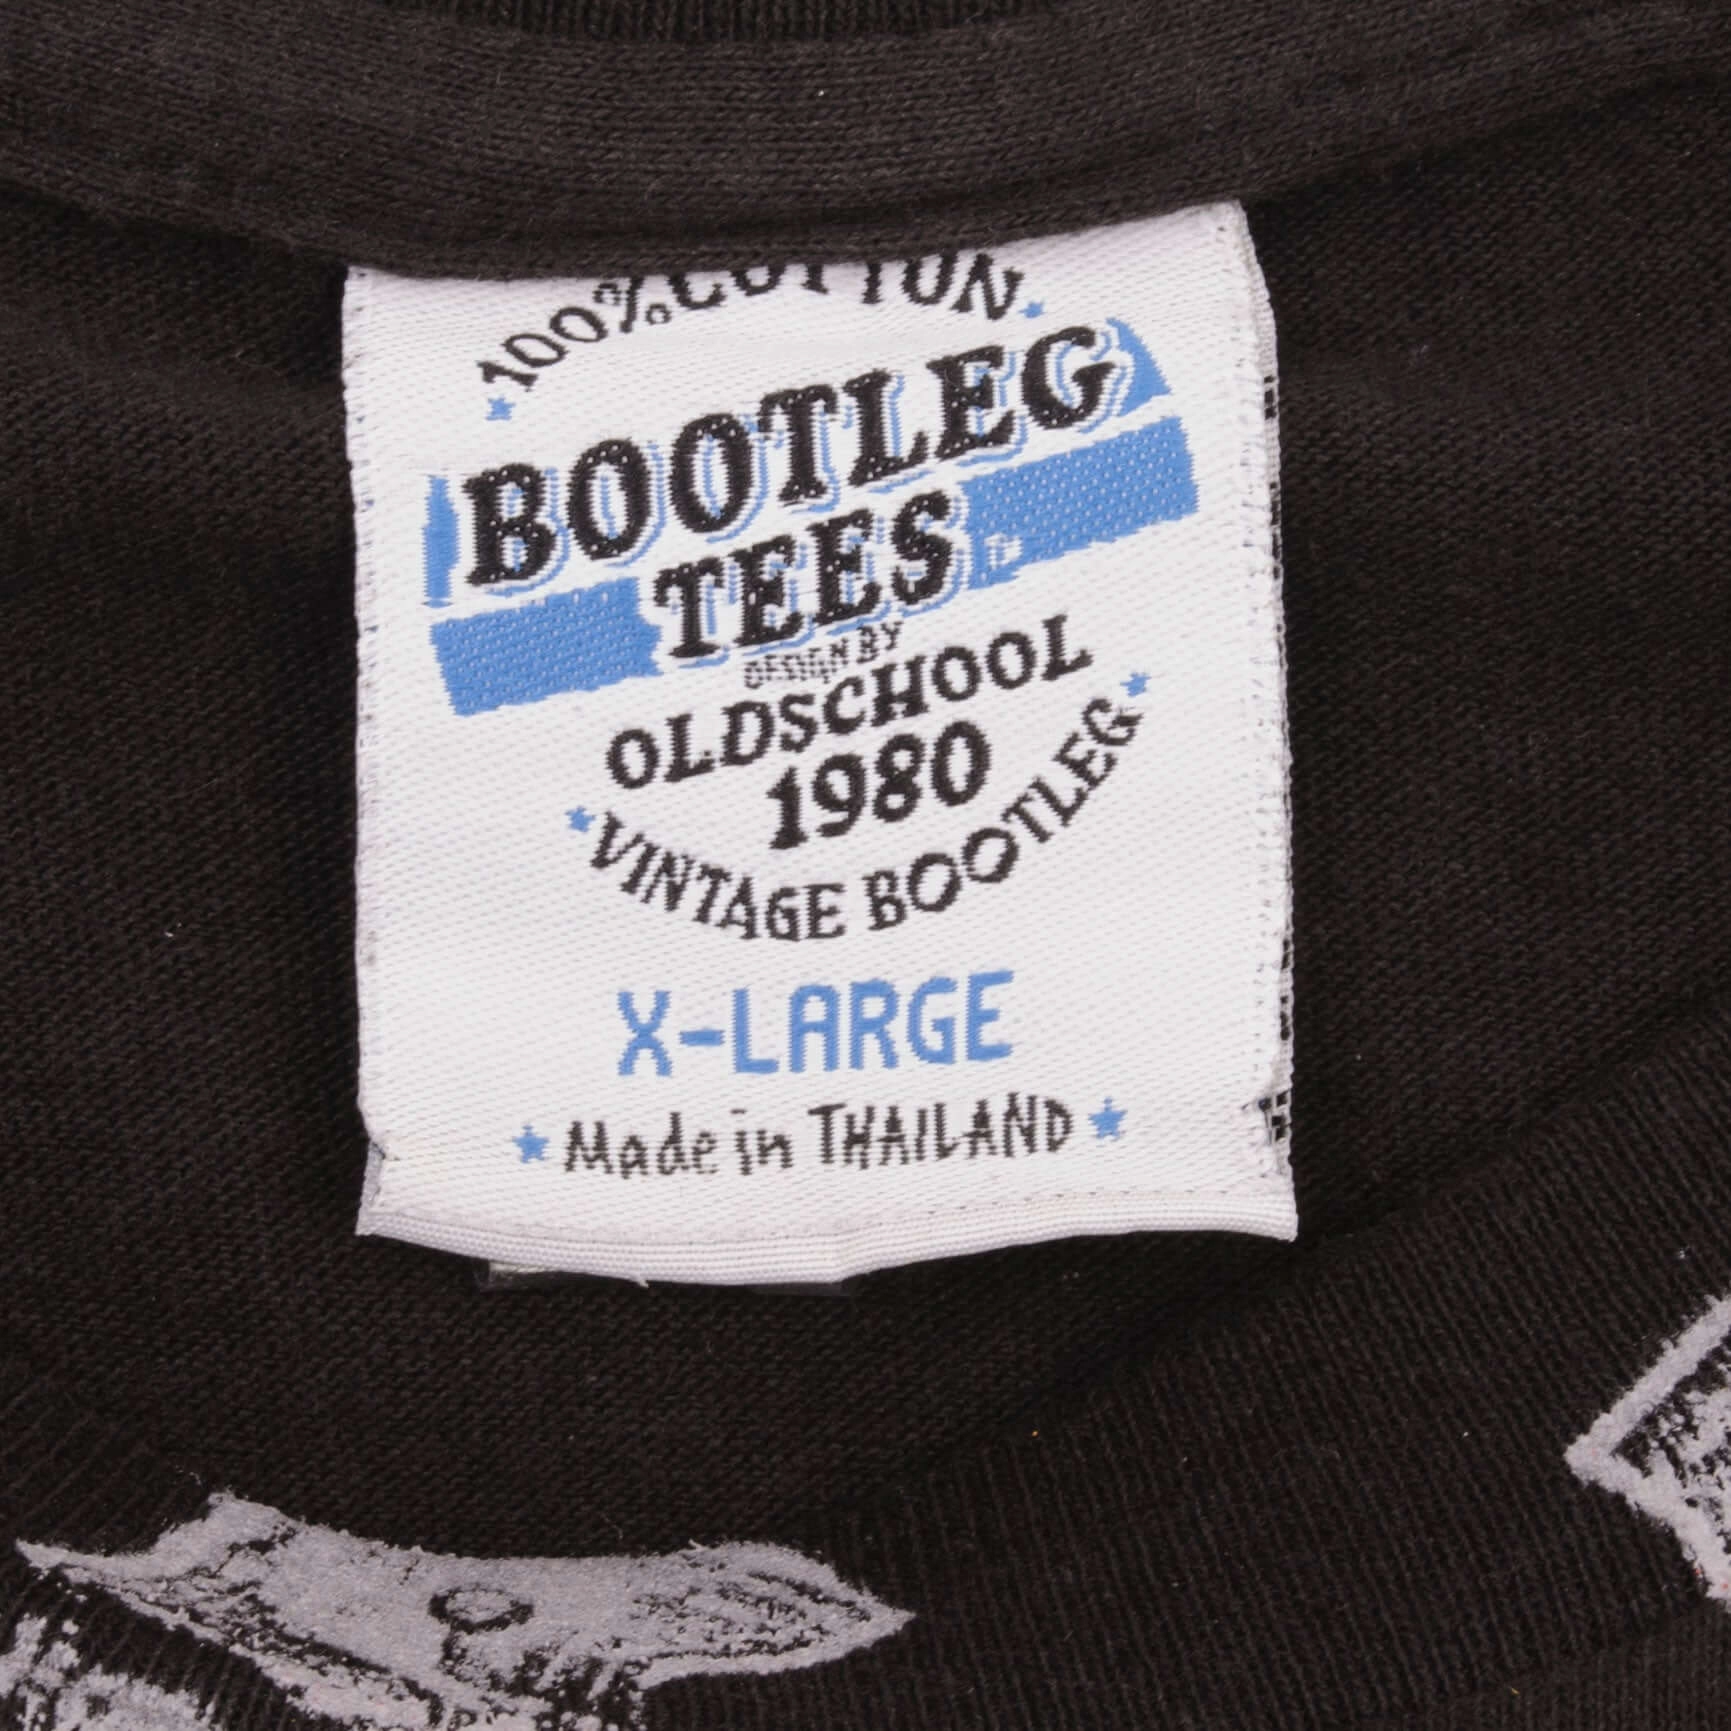 100% COTTON
BOOTLEG
TEES
DESIGN BY
OLDSCHOOL
1980
VINTAGE BOOTLEG
X-LARGE
Made in THAILAND